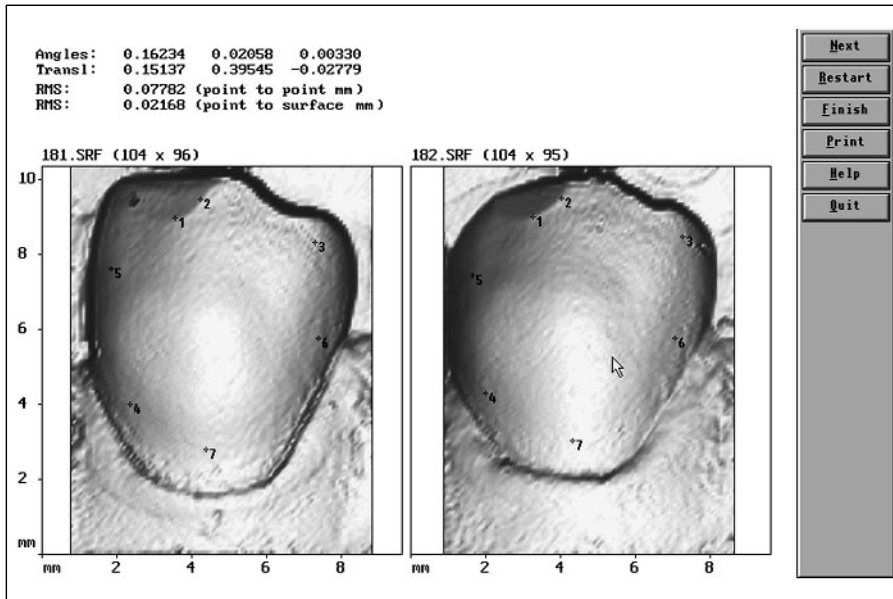 Angles: 0.16234 0.02058 0.00330
Transl: 0.15137 0.39545 -0.02779
RMS: 0.07782 (point to point mm)
RMS: 0.02168 (point to surface mm)
181.SRF (104 x 96)
10
8
6
4
2
mm
mm 2 4 6 8
1
2
3
5
6
4
7
182.SRF (104 x 95)
1
2
3
5
6
4
7
mm 2 4 6 8
Next
Restart
Finish
Print
Help
Quit